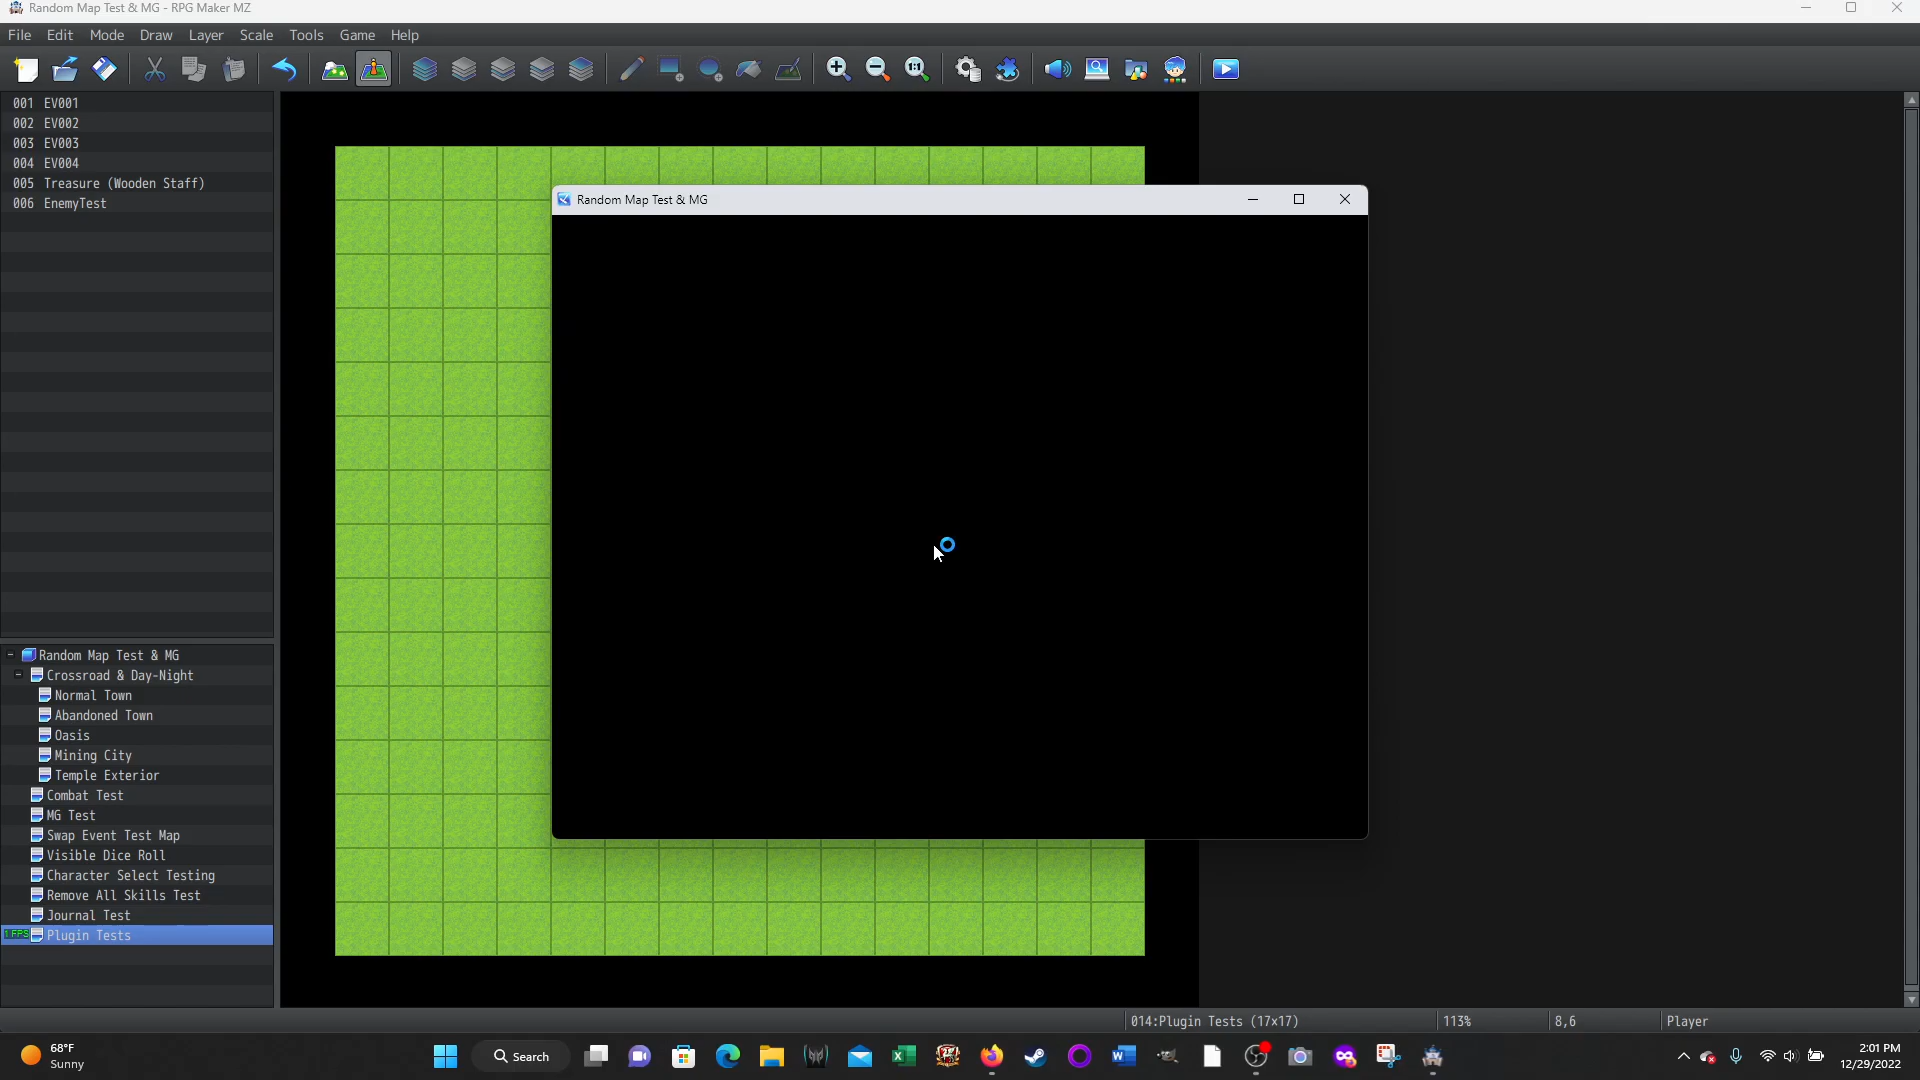 Random Map Test & MG - RPG Maker MZ
File Edit Mode Draw Layer Scale Tools Game Help
1:1
001 EV001
002 EV002
003 EV003
004 EV004
005 Treasure (Wooden Staff)
006 EnemyTest
Random Map Test & MG
Random Map Test & MG
Crossroad & Day-Night
Normal Town
Abandoned Town
Oasis
Mining City
Temple Exterior
Combat Test
MG Test
Swap Event Test Map
Visible Dice Roll
Character Select Testing
Remove All Skills Test
Journal Test
1 FPS Plugin Tests
014:Plugin Tests (17x17) 113% 8,6 Player
68°F
Sunny
Search
2:01 PM
12/29/2022